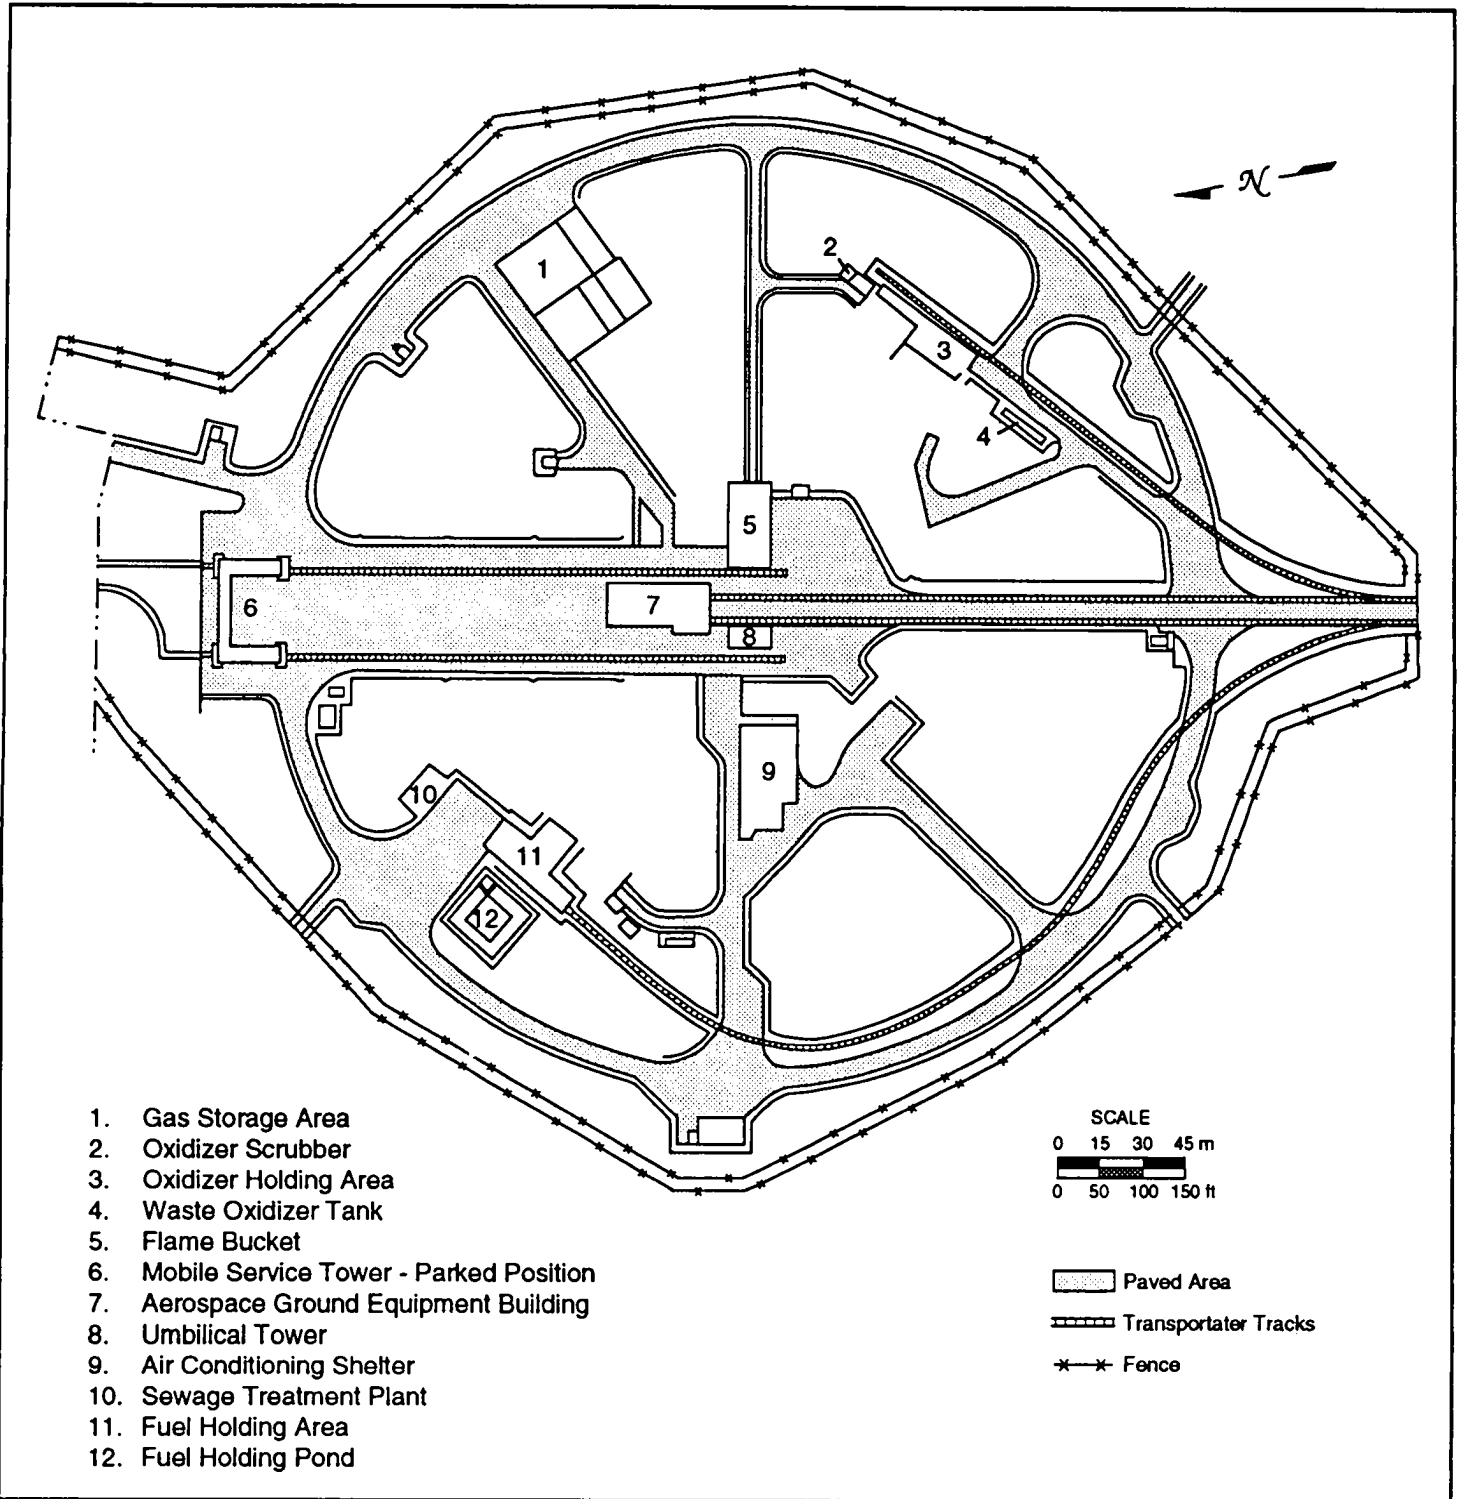 N
1
2
3
4
5
6
7
8
9
10
11
12
1. Gas Storage Area
2. Oxidizer Scrubber
3. Oxidizer Holding Area
4. Waste Oxidizer Tank
5. Flame Bucket
6. Mobile Service Tower - Parked Position
7. Aerospace Ground Equipment Building
8. Umbilical Tower
9. Air Conditioning Shelter
10. Sewage Treatment Plant
11. Fuel Holding Area
12. Fuel Holding Pond
SCALE
0 15 30 45 m
0 50 100 150 ft
Paved Area
Transportater Tracks
Fence